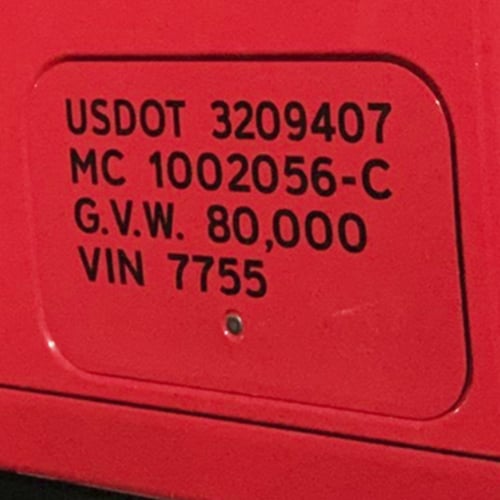 USDOT 3209407
MC 1002056-C
G.V.W. 80,000
VIN 7755